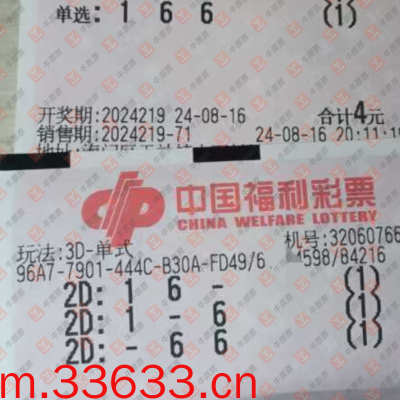 单选: 1 6 6 (1)
开奖期:2024219 24-08-16 合计4元
销售期:2024219-71 24-08-16 20:11:1
中国福利彩票
CHINA WELFARE LOTTERY
玩法:3D-单式 机号:32060766
96A7-7901-444C-B30A-FD49/6 4598/84216
2D: 1 6 - (1)
2D: 1 - 6 (1)
2D: - 6 6 (1)
m.33633.cn